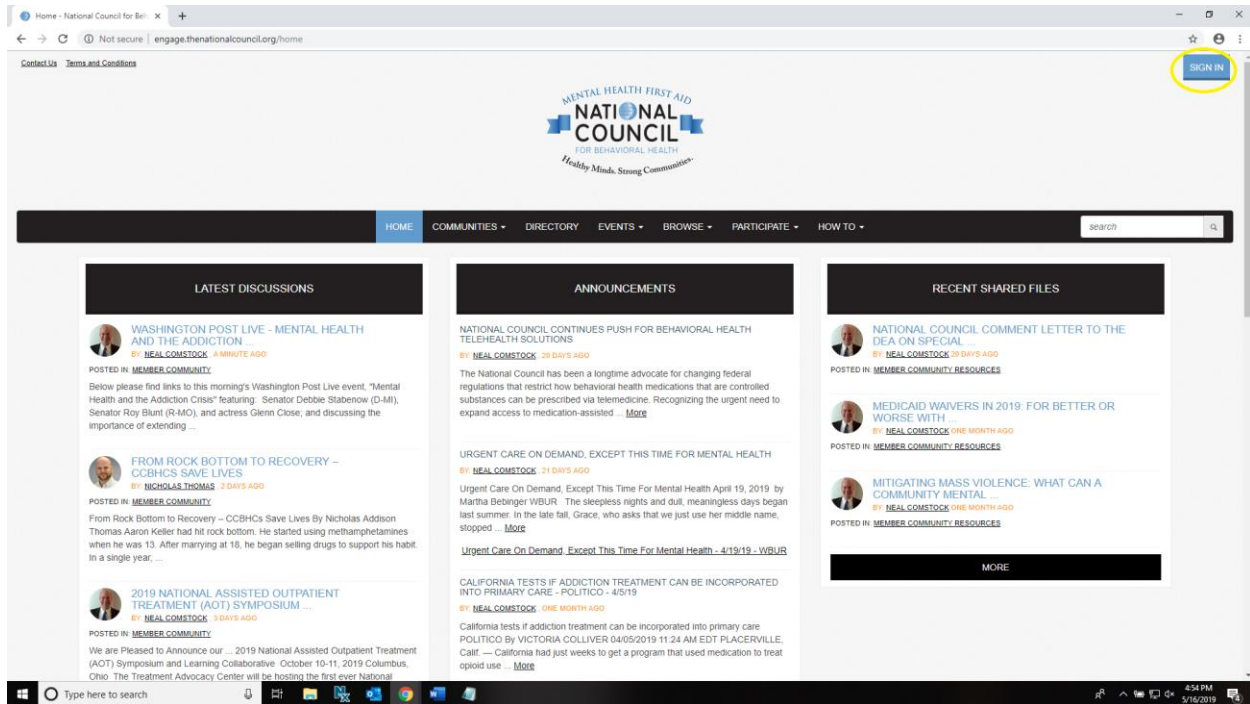 Home - National Council for Beh
Not secure | engage.thenationalcouncil.org/home
Contact Us Terms and Conditions
SIGN IN
MENTAL HEALTH FIRST AID
NATIONAL
COUNCIL
FOR BEHAVIORAL HEALTH
Healthy Minds. Strong Communities.
HOME COMMUNITIES DIRECTORY EVENTS BROWSE PARTICIPATE HOW TO search
LATEST DISCUSSIONS
WASHINGTON POST LIVE - MENTAL HEALTH
AND THE ADDICTION ...
BY: NEAL COMSTOCK , A MINUTE AGO
POSTED IN: MEMBER COMMUNITY
Below please find links to this morning's Washington Post Live event, "Mental
Health and the Addiction Crisis" featuring: Senator Debbie Stabenow (D-MI),
Senator Roy Blunt (R-MO), and actress Glenn Close; and discussing the
importance of extending ...
FROM ROCK BOTTOM TO RECOVERY –
CCBHCS SAVE LIVES
BY: NICHOLAS THOMAS , 2 DAYS AGO
POSTED IN: MEMBER COMMUNITY
From Rock Bottom to Recovery – CCBHCs Save Lives By Nicholas Addison
Thomas Aaron Keller had hit rock bottom. He started using methamphetamines
when he was 13. After marrying at 18, he began selling drugs to support his habit.
In a single year, ...
2019 NATIONAL ASSISTED OUTPATIENT
TREATMENT (AOT) SYMPOSIUM ...
BY: NEAL COMSTOCK , 3 DAYS AGO
POSTED IN: MEMBER COMMUNITY
We are Pleased to Announce our ... 2019 National Assisted Outpatient Treatment
(AOT) Symposium and Learning Collaborative October 10-11, 2019 Columbus,
Ohio The Treatment Advocacy Center will be hosting the first ever National
ANNOUNCEMENTS
NATIONAL COUNCIL CONTINUES PUSH FOR BEHAVIORAL HEALTH
TELEHEALTH SOLUTIONS
BY: NEAL COMSTOCK , 20 DAYS AGO
The National Council has been a longtime advocate for changing federal
regulations that restrict how behavioral health medications that are controlled
substances can be prescribed via telemedicine. Recognizing the urgent need to
expand access to medication-assisted ... More
URGENT CARE ON DEMAND, EXCEPT THIS TIME FOR MENTAL HEALTH
BY: NEAL COMSTOCK , 21 DAYS AGO
Urgent Care On Demand, Except This Time For Mental Health April 19, 2019 by
Martha Bebinger WBUR The sleepless nights and dull, meaningless days began
last summer. In the late fall, Grace, who asks that we just use her middle name,
stopped ... More
Urgent Care On Demand, Except This Time For Mental Health - 4/19/19 - WBUR
CALIFORNIA TESTS IF ADDICTION TREATMENT CAN BE INCORPORATED
INTO PRIMARY CARE - POLITICO - 4/5/19
BY: NEAL COMSTOCK , ONE MONTH AGO
California tests if addiction treatment can be incorporated into primary care
POLITICO By VICTORIA COLLIVER 04/05/2019 11:24 AM EDT PLACERVILLE,
Calif. — California had just weeks to get a program that used medication to treat
opioid use ... More
RECENT SHARED FILES
NATIONAL COUNCIL COMMENT LETTER TO THE
DEA ON SPECIAL ...
BY: NEAL COMSTOCK 20 DAYS AGO
POSTED IN: MEMBER COMMUNITY RESOURCES
MEDICAID WAIVERS IN 2019: FOR BETTER OR
WORSE WITH ...
BY: NEAL COMSTOCK ONE MONTH AGO
POSTED IN: MEMBER COMMUNITY RESOURCES
MITIGATING MASS VIOLENCE: WHAT CAN A
COMMUNITY MENTAL ...
BY: NEAL COMSTOCK ONE MONTH AGO
POSTED IN: MEMBER COMMUNITY RESOURCES
MORE
Type here to search
4:54 PM
5/16/2019